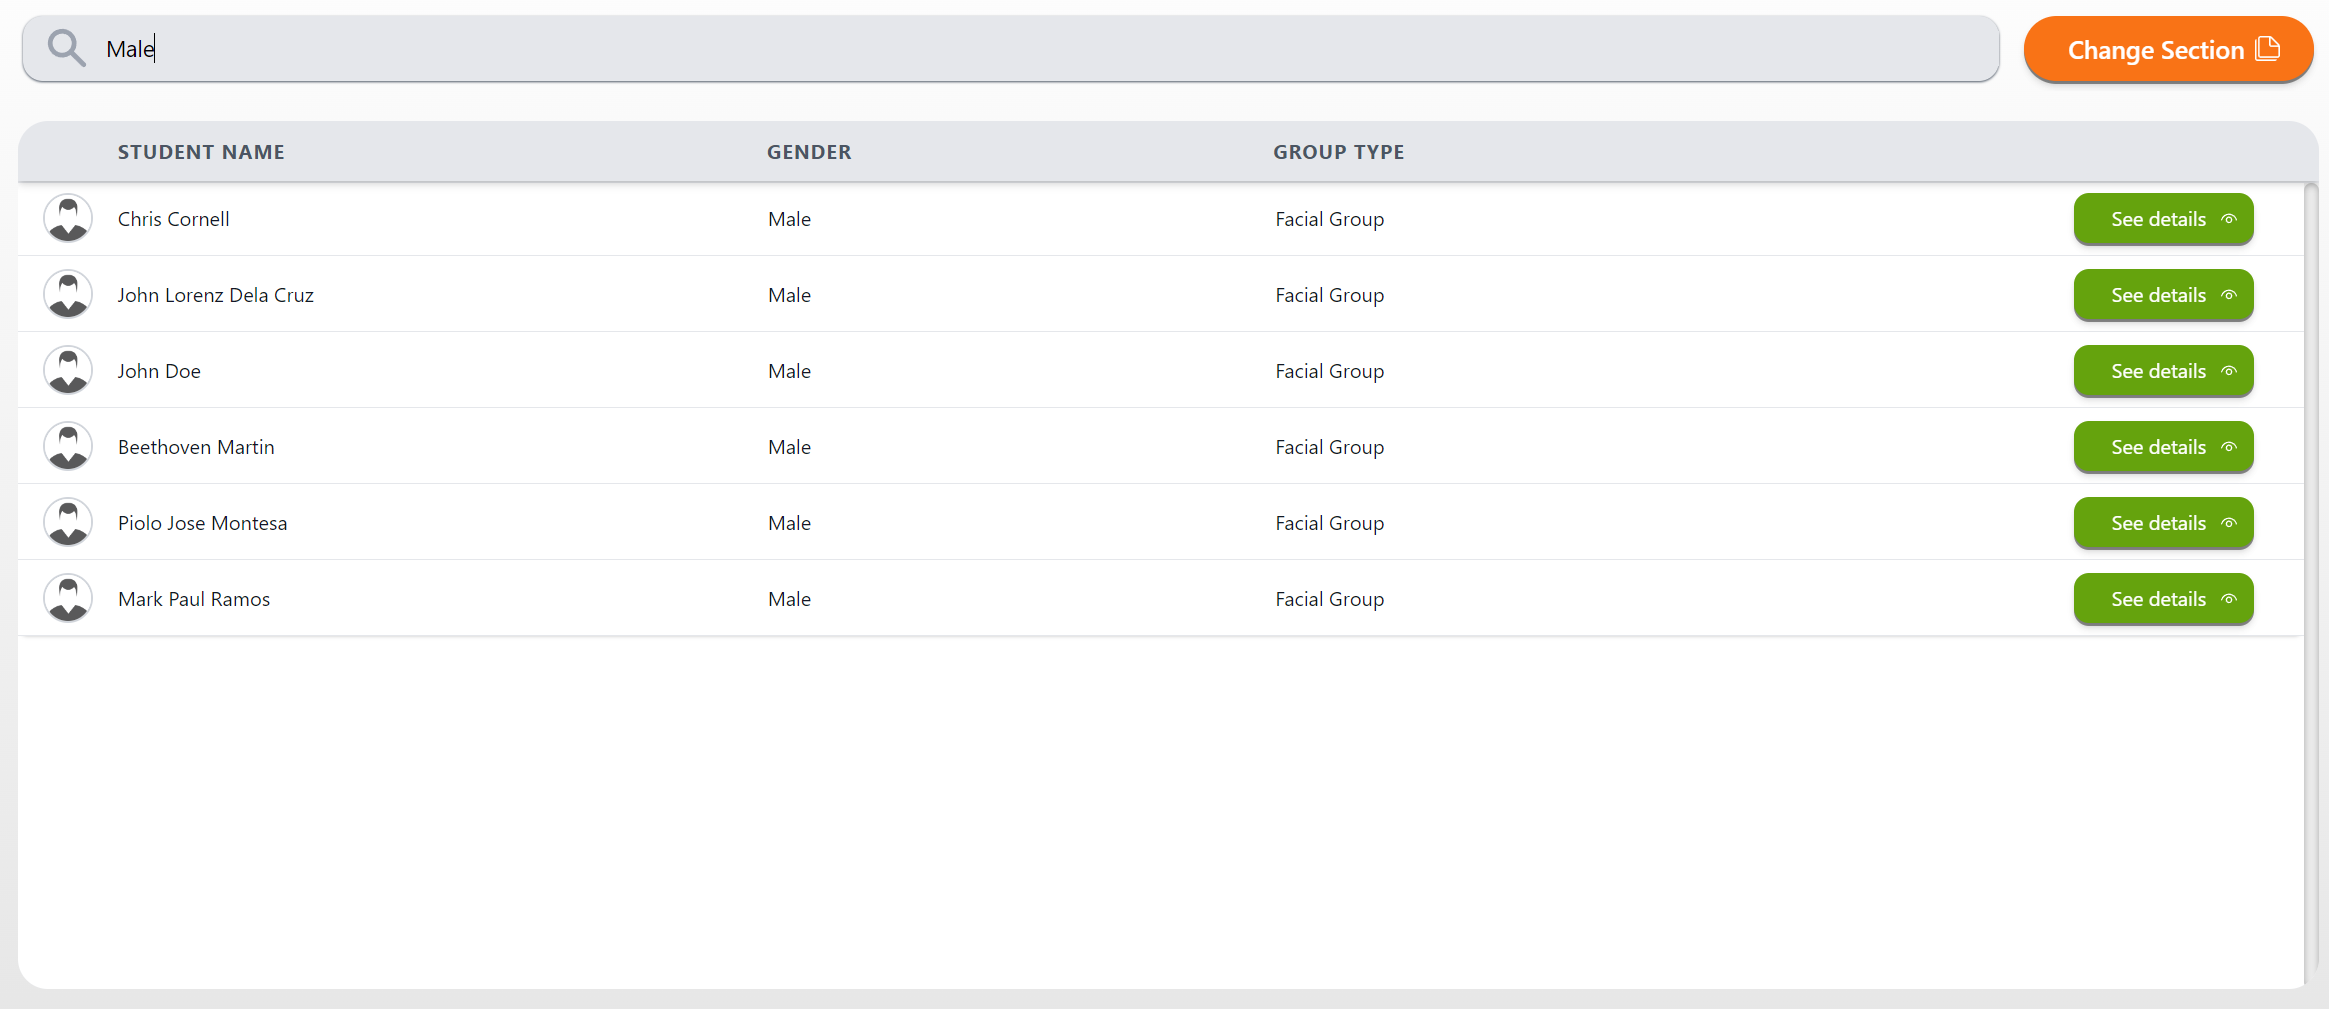 Male
Change Section
STUDENT NAME GENDER GROUP TYPE
Chris Cornell Male Facial Group See details
John Lorenz Dela Cruz Male Facial Group See details
John Doe Male Facial Group See details
Beethoven Martin Male Facial Group See details
Piolo Jose Montesa Male Facial Group See details
Mark Paul Ramos Male Facial Group See details